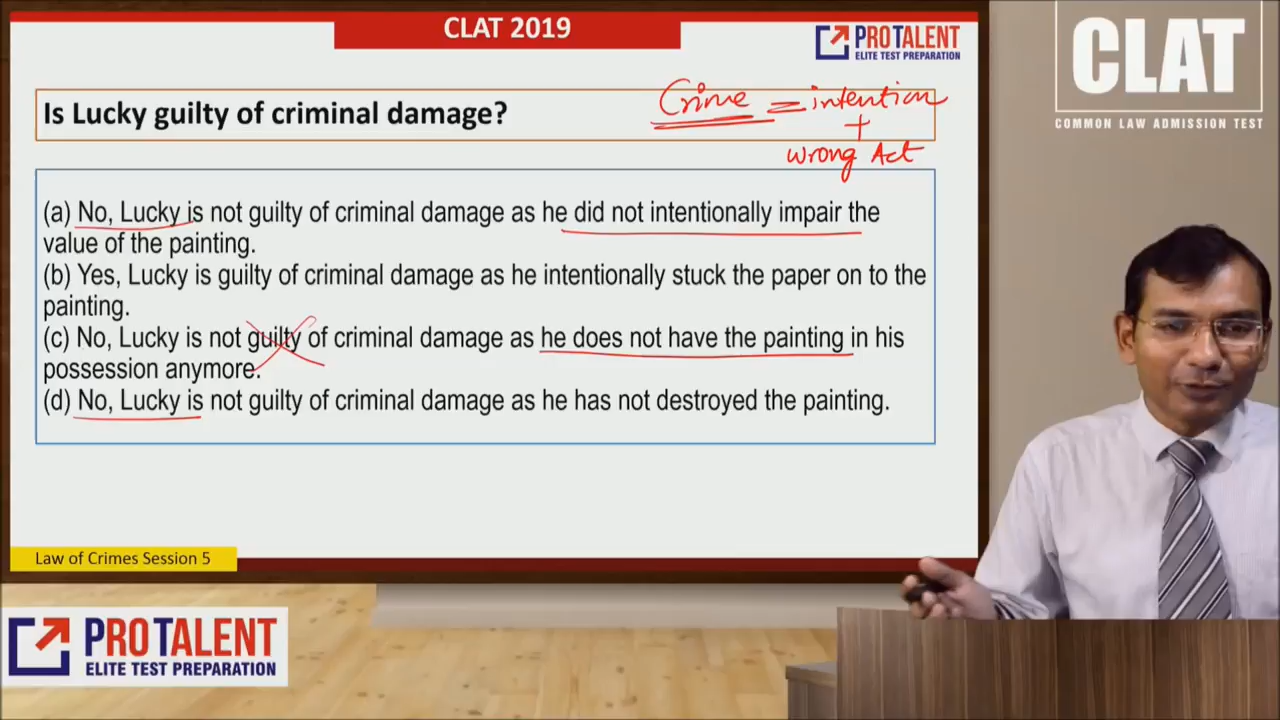 CLAT 2019
PROTALENT
ELITE TEST PREPARATION
CLAT
COMMON LAW ADMISSION TEST
Is Lucky guilty of criminal damage?
Crime = intention
+
wrong Act
(a) No, Lucky is not guilty of criminal damage as he did not intentionally impair the
value of the painting.
(b) Yes, Lucky is guilty of criminal damage as he intentionally stuck the paper on to the
painting.
(c) No, Lucky is not guilty of criminal damage as he does not have the painting in his
possession anymore.
(d) No, Lucky is not guilty of criminal damage as he has not destroyed the painting.
Law of Crimes Session 5
PROTALENT
ELITE TEST PREPARATION